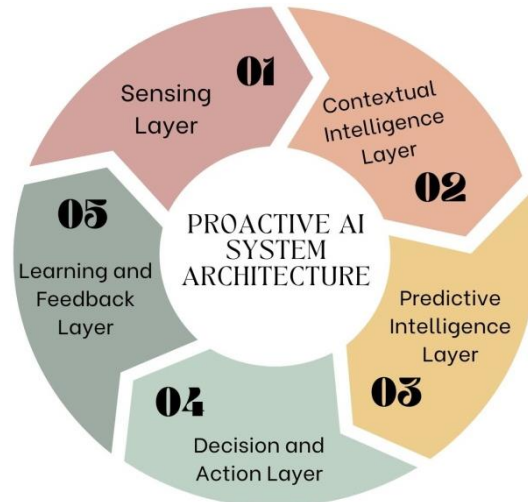 PROACTIVE AI
SYSTEM
ARCHITECTURE
01
Sensing
Layer
Contextual
Intelligence
Layer
02
Predictive
Intelligence
Layer
03
04
Decision and
Action Layer
05
Learning and
Feedback
Layer